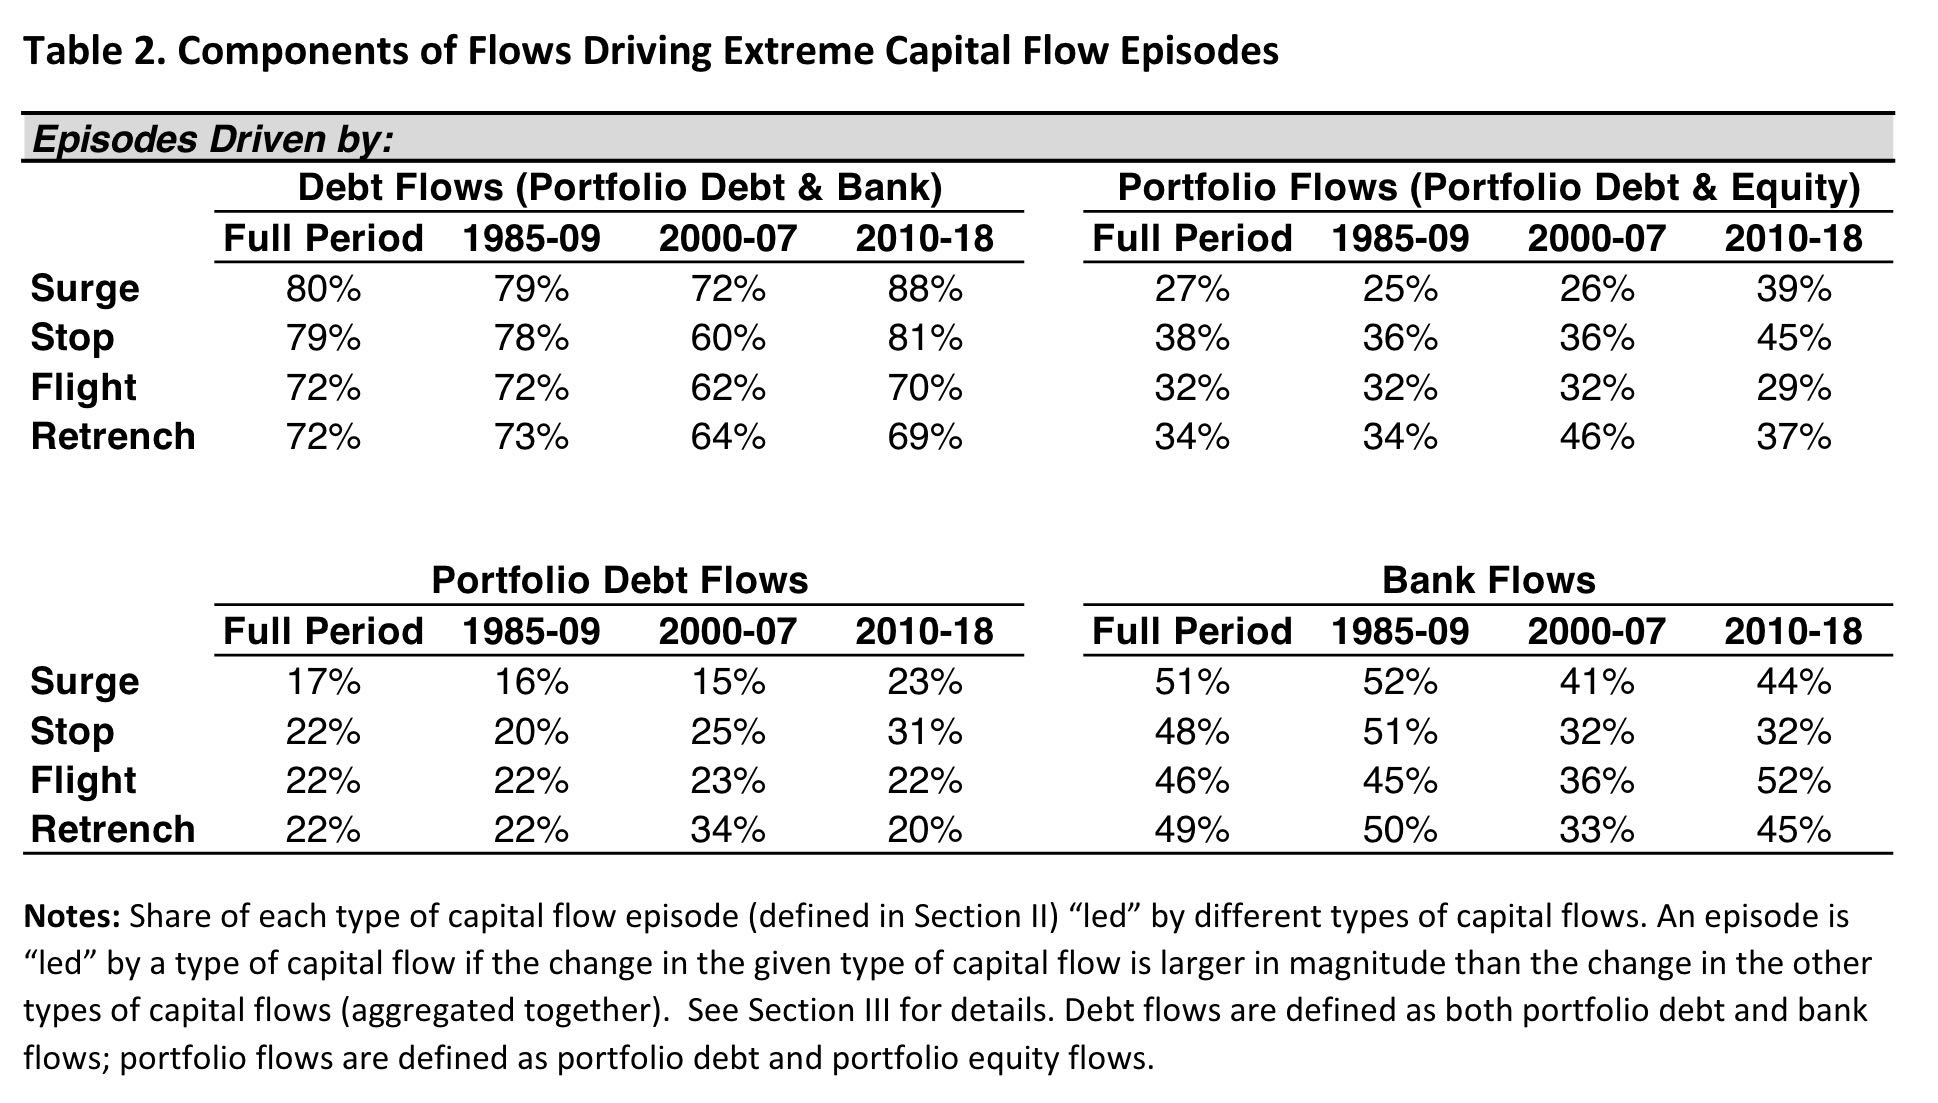 Table 2. Components of Flows Driving Extreme Capital Flow Episodes
Episodes Driven by:
Debt Flows (Portfolio Debt & Bank) Portfolio Flows (Portfolio Debt & Equity)
Full Period 1985-09 2000-07 2010-18 Full Period 1985-09 2000-07 2010-18
Surge 80% 79% 72% 88% 27% 25% 26% 39%
Stop 79% 78% 60% 81% 38% 36% 36% 45%
Flight 72% 72% 62% 70% 32% 32% 32% 29%
Retrench 72% 73% 64% 69% 34% 34% 46% 37%
Portfolio Debt Flows Bank Flows
Full Period 1985-09 2000-07 2010-18 Full Period 1985-09 2000-07 2010-18
Surge 17% 16% 15% 23% 51% 52% 41% 44%
Stop 22% 20% 25% 31% 48% 51% 32% 32%
Flight 22% 22% 23% 22% 46% 45% 36% 52%
Retrench 22% 22% 34% 20% 49% 50% 33% 45%
Notes: Share of each type of capital flow episode (defined in Section II) “led” by different types of capital flows. An episode is
“led” by a type of capital flow if the change in the given type of capital flow is larger in magnitude than the change in the other
types of capital flows (aggregated together).  See Section III for details. Debt flows are defined as both portfolio debt and bank
flows; portfolio flows are defined as portfolio debt and portfolio equity flows.